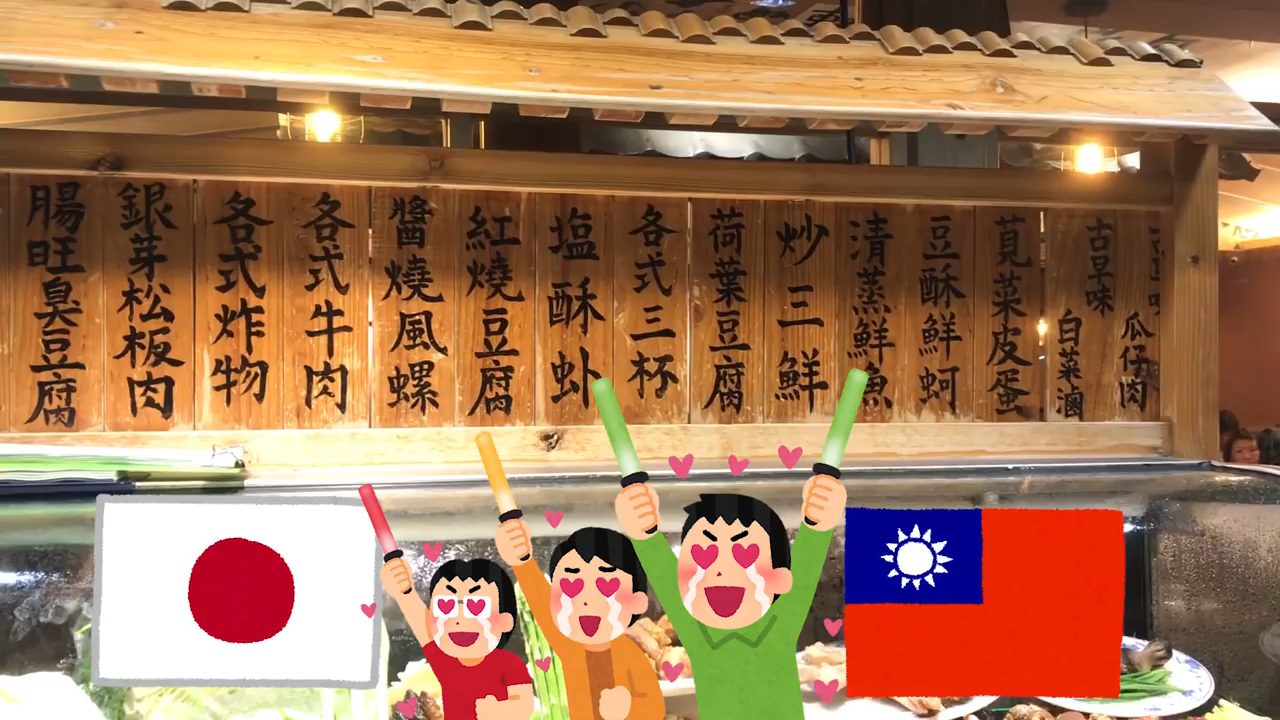 瓜仔肉
古早味
白菜滷
莧菜皮蛋
豆酥鮮蚵
清蒸鮮魚
炒三鮮
荷葉豆腐
各式三杯
塩酥蝦
紅燒豆腐
醬燒風螺
各式牛肉
各式炸物
銀芽松板肉
腸旺臭豆腐